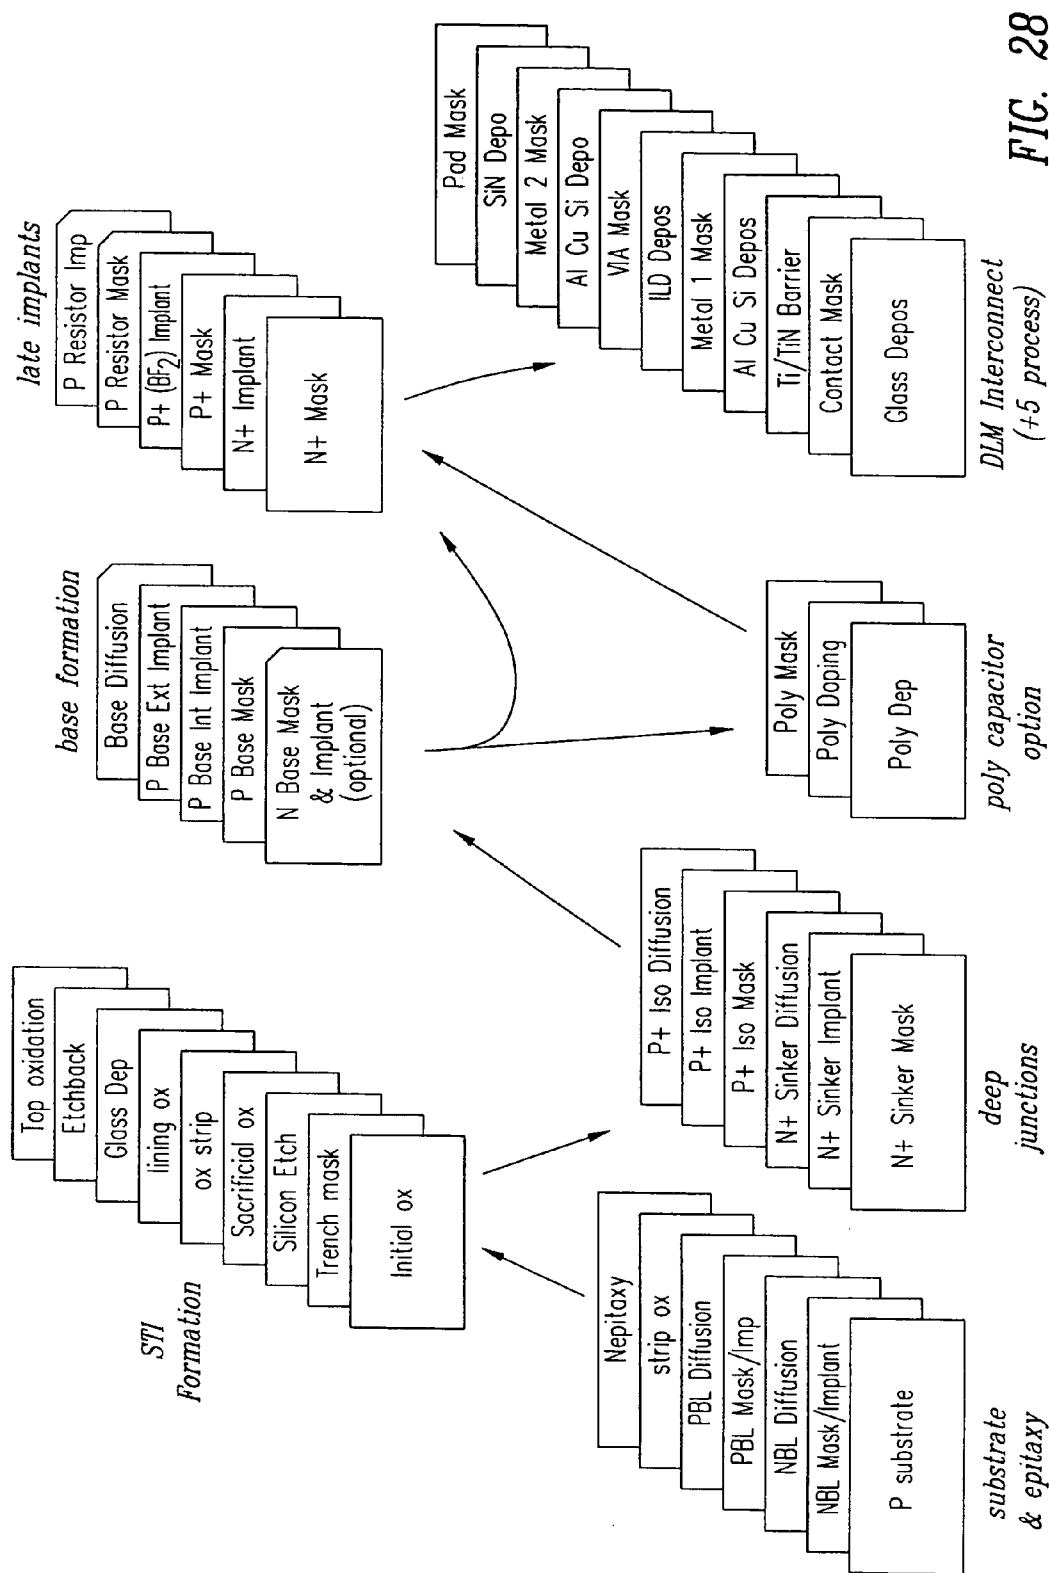 STI
Formation
Top oxidation
Etchback
Glass Dep
lining ox
ox strip
Sacrificial ox
Silicon Etch
Trench mask
Initial ox
base formation
Base Diffusion
P Base Ext Implant
P Base Int Implant
P Base Mask
N Base Mask
& Implant
(optional)
late implants
P Resistor Imp
P Resistor Mask
P+ (BF2) Implant
P+ Mask
N+ Implant
N+ Mask
Nepitaxy
strip ox
PBL Diffusion
PBL Mask/Imp
NBL Diffusion
NBL Mask/Implant
P substrate
substrate
& epitaxy
P+ Iso Diffusion
P+ Iso Implant
P+ Iso Mask
N+ Sinker Diffusion
N+ Sinker Implant
N+ Sinker Mask
deep
junctions
Poly Mask
Poly Doping
Poly Dep
poly capacitor
option
Pad Mask
SiN Depo
Metal 2 Mask
Al Cu Si Depo
VIA Mask
ILD Depos
Metal 1 Mask
Al Cu Si Depos
Ti/TiN Barrier
Contact Mask
Glass Depos
DLM Interconnect
(+5 process)
FIG. 28